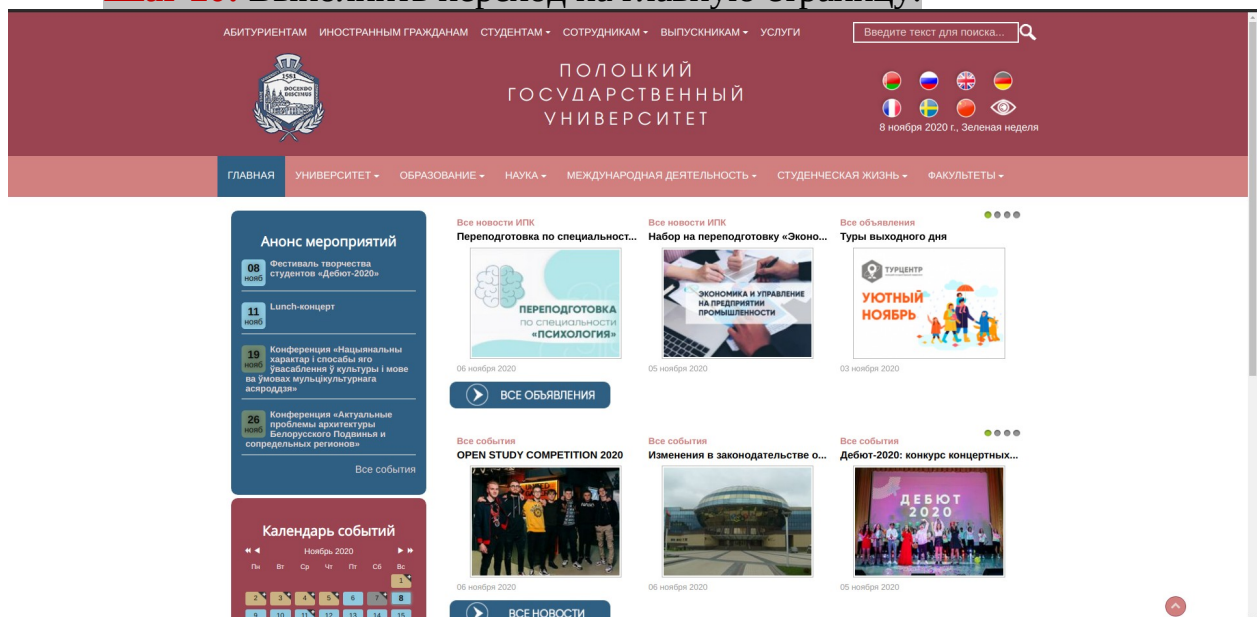 Шаг 10: Выполнить переход на главную страницу.
АБИТУРИЕНТАМ ИНОСТРАННЫМ ГРАЖДАНАМ СТУДЕНТАМ СОТРУДНИКАМ ВЫПУСКНИКАМ УСЛУГИ
Введите текст для поиска...
1581
DOCENDO
DISCIMUS
ПОЛОЦКИЙ
ГОСУДАРСТВЕННЫЙ
УНИВЕРСИТЕТ
8 ноября 2020 г., Зеленая неделя
ГЛАВНАЯ УНИВЕРСИТЕТ ОБРАЗОВАНИЕ НАУКА МЕЖДУНАРОДНАЯ ДЕЯТЕЛЬНОСТЬ СТУДЕНЧЕСКАЯ ЖИЗНЬ ФАКУЛЬТЕТЫ
Анонс мероприятий
08 нояб
Фестиваль творчества
студентов «Дебют-2020»
11 нояб
Lunch-концерт
19 нояб
Конференция «Нацыянальны
характар і спосабы яго
ўвасаблення ў культуры і мове
ва ўмовах мульцікультурнага
асяроддзя»
26 нояб
Конференция «Актуальные
проблемы архитектуры
Белорусского Подвинья и
сопредельных регионов»
Все события
Календарь событий
Ноябрь 2020
Пн Вт Ср Чт Пт Сб Вс
1
2 3 4 5 6 7 8
9 10 11 12 13 14 15
Все новости ИПК
Переподготовка по специальност...
ПЕРЕПОДГОТОВКА
по специальности
«ПСИХОЛОГИЯ»
06 ноября 2020
Все новости ИПК
Набор на переподготовку «Эконо...
ЭКОНОМИКА И УПРАВЛЕНИЕ
НА ПРЕДПРИЯТИИ
ПРОМЫШЛЕННОСТИ
05 ноября 2020
Все объявления
Туры выходного дня
ТУРЦЕНТР
УЮТНЫЙ
НОЯБРЬ
03 ноября 2020
ВСЕ ОБЪЯВЛЕНИЯ
Все события
OPEN STUDY COMPETITION 2020
06 ноября 2020
Все события
Изменения в законодательстве о...
06 ноября 2020
Все события
Дебют-2020: конкурс концертных...
ДЕБЮТ
2020
05 ноября 2020
ВСЕ НОВОСТИ